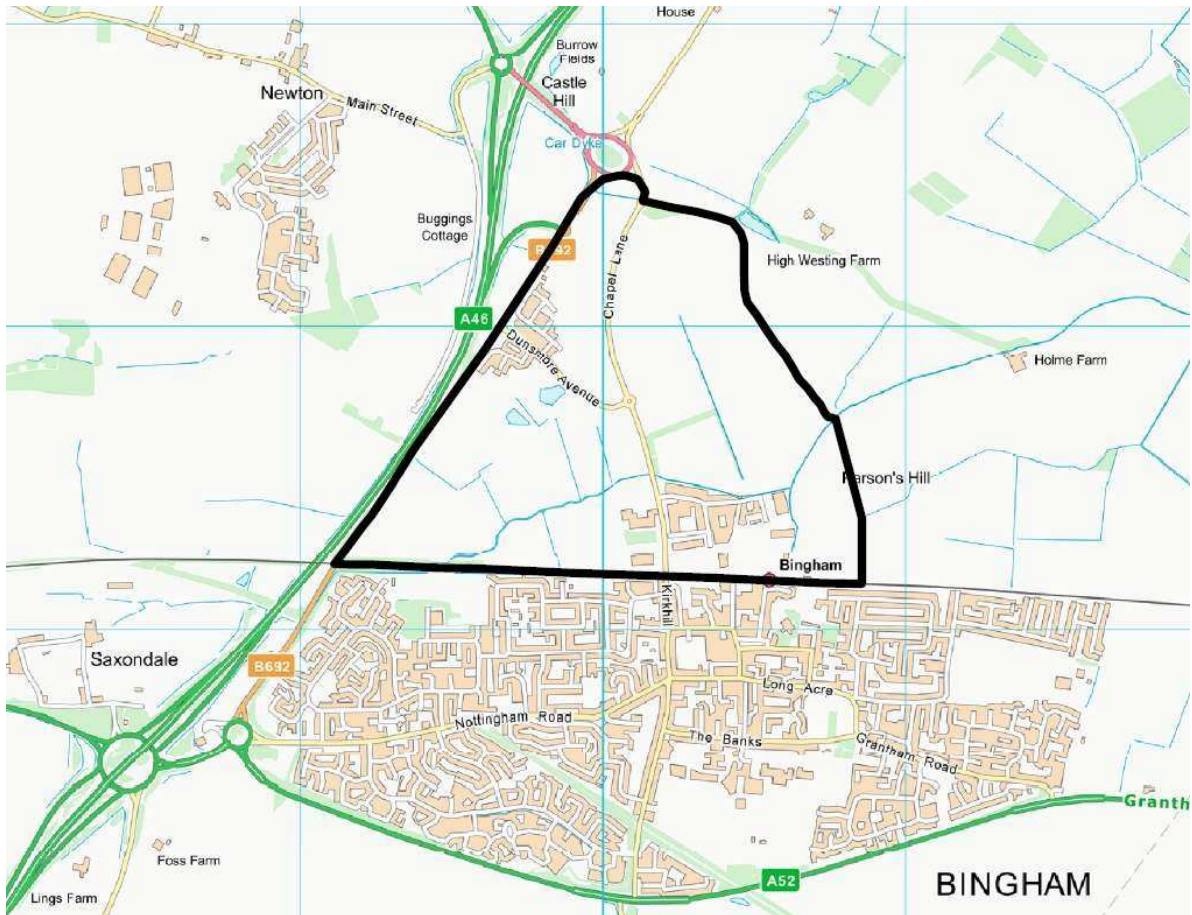 House
Burrow
Fields
Castle
Hill
Newton
Main Street
Car Dyke
Buggings
Cottage
Chapel Lane
High Westing Farm
A46
Dunsmore Avenue
Holme Farm
Parson's Hill
Bingham
Kirkhill
Saxondale
B692
Long Acre
Nottingham Road
The Banks
Grantham Road
Granth
Foss Farm
A52
BINGHAM
Lings Farm